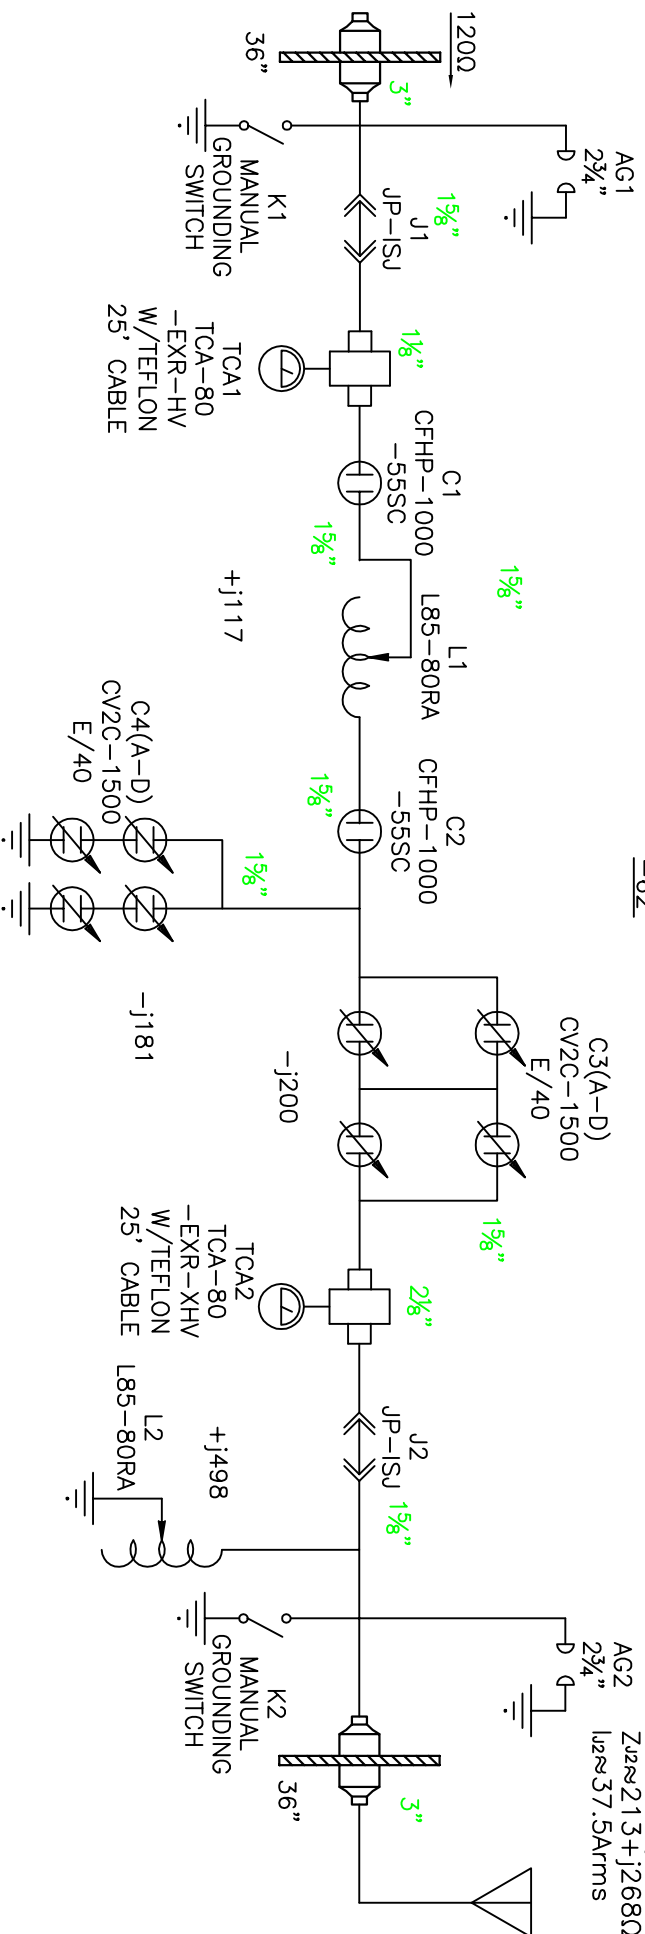 120Ω
36”
3”
AG1
2¾”
K1
MANUAL
GROUNDING
SWITCH
1⅝”
J1
JP-ISJ
1⅛”
TCA1
TCA-80
-EXR-HV
W/TEFLON
25' CABLE
C1
CFHP-1000
-55SC
1⅝”
1⅝”
L1
L85-80RA
+j117
C2
CFHP-1000
-55SC
1⅝”
C4(A-D)
CV2C-1500
E/40
1⅝”
-j181
C3(A-D)
CV2C-1500
E/40
-j200
1⅝”
TCA2
TCA-80
-EXR-XHV
W/TEFLON
25' CABLE
2⅛”
J2
JP-ISJ
1⅝”
L2
L85-80RA
+j498
K2
MANUAL
GROUNDING
SWITCH
AG2
2¾”
36”
3”
ZJ2≈213+j268Ω
IJ2≈37.5Arms